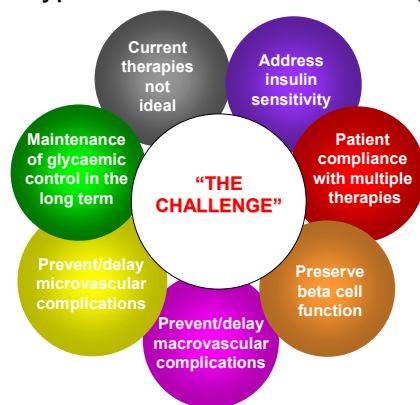 Current
therapies
not
ideal
Address
insulin
sensitivity
Patient
compliance
with multiple
therapies
Preserve
beta cell
function
Prevent/delay
macrovascular
complications
Prevent/delay
microvascular
complications
Maintenance
of glycaemic
control in the
long term
“THE
CHALLENGE”